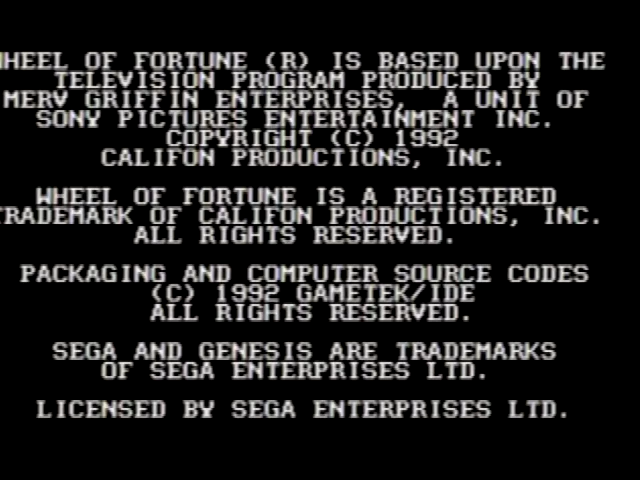 WHEEL OF FORTUNE (R) IS BASED UPON THE
TELEVISION PROGRAM PRODUCED BY
MERV GRIFFIN ENTERPRISES, A UNIT OF
SONY PICTURES ENTERTAINMENT INC.
COPYRIGHT (C) 1992
CALIFON PRODUCTIONS, INC.
WHEEL OF FORTUNE IS A REGISTERED
TRADEMARK OF CALIFON PRODUCTIONS, INC.
ALL RIGHTS RESERVED.
PACKAGING AND COMPUTER SOURCE CODES
(C) 1992 GAMETEK/IDE
ALL RIGHTS RESERVED.
SEGA AND GENESIS ARE TRADEMARKS
OF SEGA ENTERPRISES LTD.
LICENSED BY SEGA ENTERPRISES LTD.